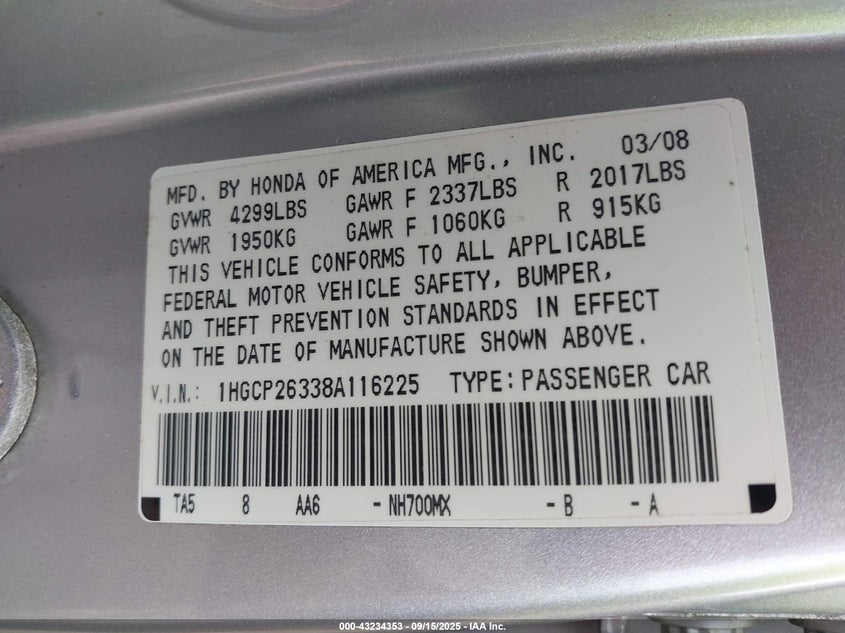 MFD. BY HONDA OF AMERICA MFG., INC. 03/08
GVWR 4299LBS GAWR F 2337LBS R 2017LBS
GVWR 1950KG GAWR F 1060KG R 915KG
THIS VEHICLE CONFORMS TO ALL APPLICABLE
FEDERAL MOTOR VEHICLE SAFETY, BUMPER,
AND THEFT PREVENTION STANDARDS IN EFFECT
ON THE DATE OF MANUFACTURE SHOWN ABOVE.
V.I.N.: 1HGCP26338A116225 TYPE: PASSENGER CAR
TA5 8 AA6 - NH700MX - B - A
000-43234353 - 09/15/2025 - IAA Inc.